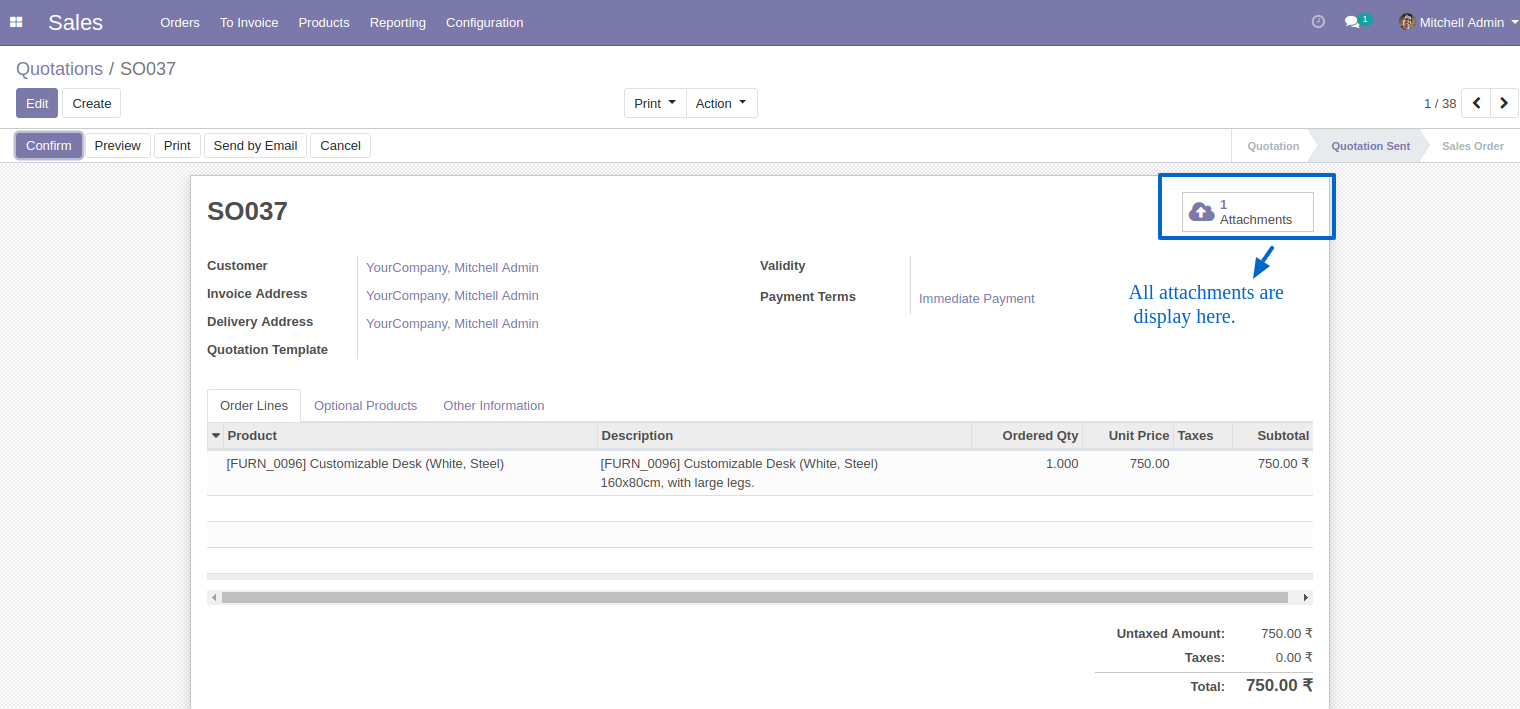 Sales Orders To Invoice Products Reporting Configuration 1 Mitchell Admin
Quotations / SO037
Edit Create Print Action 1 / 38
Confirm Preview Print Send by Email Cancel Quotation Quotation Sent Sales Order
SO037
1
Attachments
Customer YourCompany, Mitchell Admin
Invoice Address YourCompany, Mitchell Admin
Delivery Address YourCompany, Mitchell Admin
Quotation Template
Validity
Payment Terms Immediate Payment
All attachments are
display here.
Order Lines Optional Products Other Information
Product Description Ordered Qty Unit Price Taxes Subtotal
[FURN_0096] Customizable Desk (White, Steel) [FURN_0096] Customizable Desk (White, Steel) 1.000 750.00 750.00 ₹
160x80cm, with large legs.
Untaxed Amount: 750.00 ₹
Taxes: 0.00 ₹
Total: 750.00 ₹